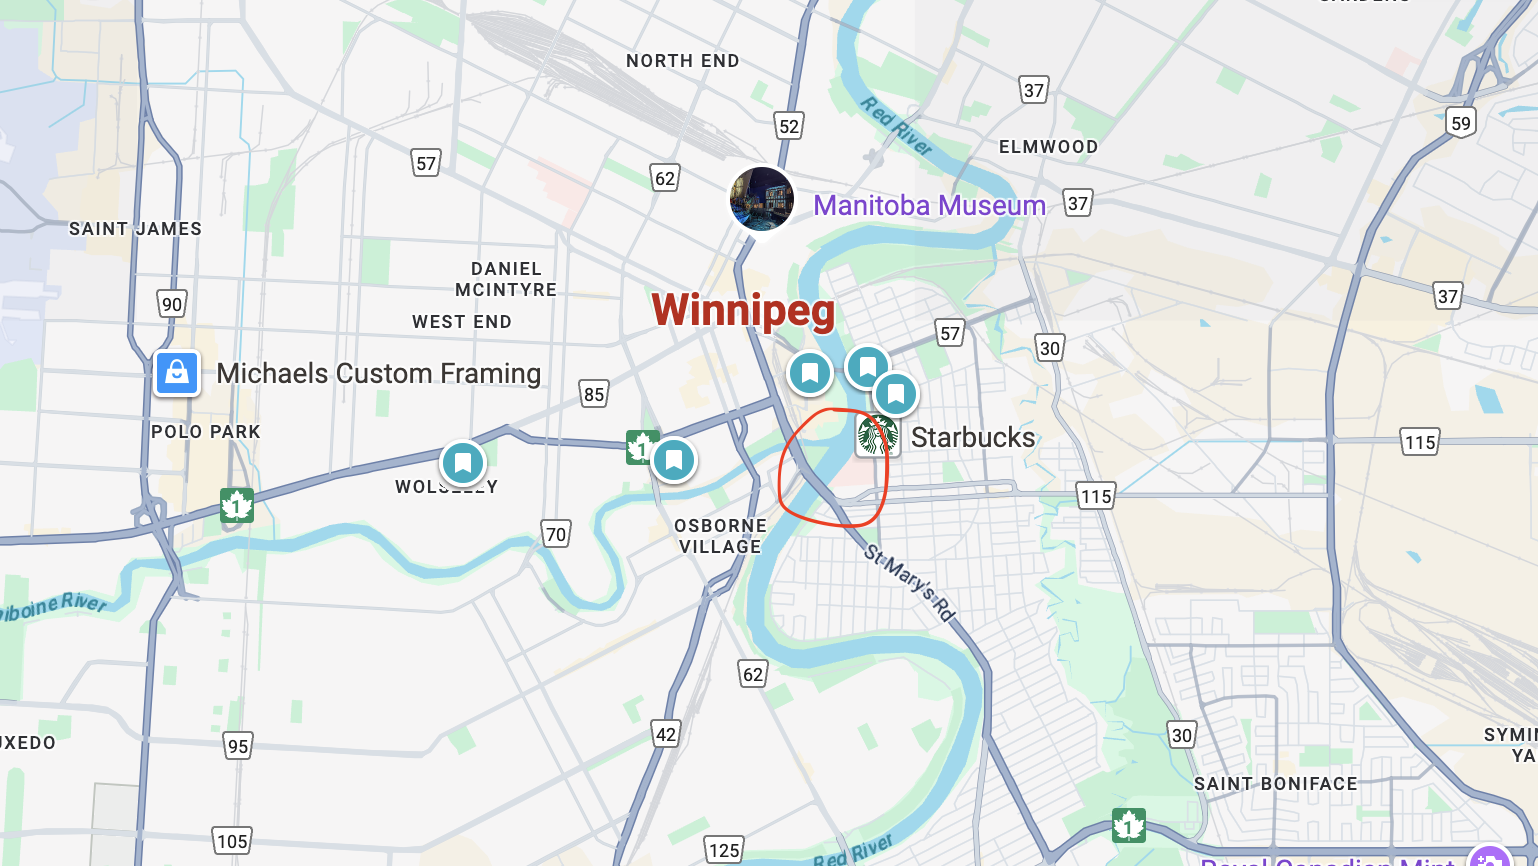 NORTH END
37
52
Red River
59
ELMWOOD
57
62
37
Manitoba Museum
SAINT JAMES
DANIEL
MCINTYRE
90
37
Winnipeg
WEST END
57
30
Michaels Custom Framing
85
POLO PARK
1
Starbucks
115
WOLSELEY
1
115
OSBORNE
VILLAGE
70
St Mary's Rd
iboine River
62
42
30
UXEDO
95
SYMIN
YA
SAINT BONIFACE
1
105
125
Red River
Royal Canadian Mint